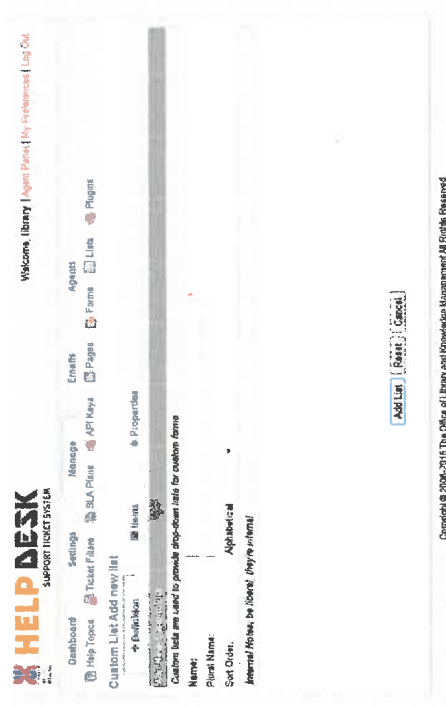 HELP DESK
SUPPORT TICKET SYSTEM
Welcome, library | Agent Panel | My Preferences | Log Out
Dashboard Settings Manage Emails Agents
Help Topics Ticket Filters SLA Plans API Keys Pages Forms Lists Plugins
Custom List Add new list
Definition Items Properties
Custom lists are used to provide drop-down lists for custom forms
Name:
Plural Name:
Sort Order: Alphabetical
Internal Notes, be liberal, they're internal
Add List Reset Cancel
Copyright © 2006-2016 The Office of Library and Knowledge Management All Rights Reserved